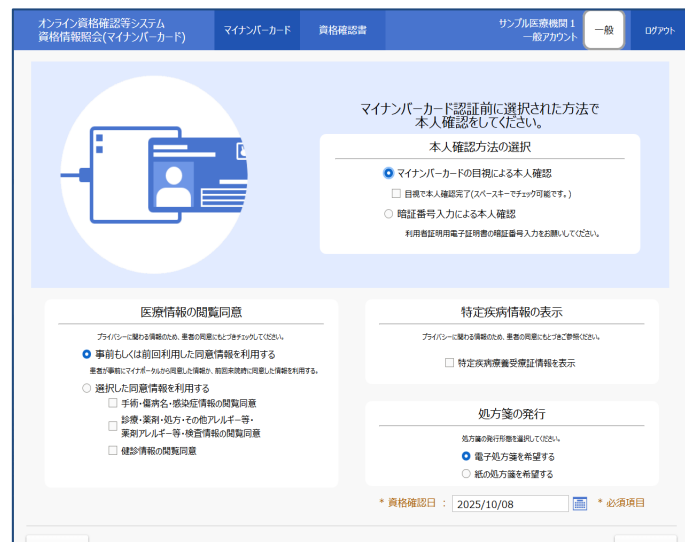 オンライン資格確認等システム
資格情報照会(マイナンバーカード)
マイナンバーカード
資格確認書
サンプル医療機関1
一般アカウント
一般
ログアウト
マイナンバーカード認証前に選択された方法で
本人確認をしてください。
本人確認方法の選択
マイナンバーカードの目視による本人確認
目視で本人確認完了(スペースキーでチェック可能です。)
暗証番号入力による本人確認
利用者証明用電子証明書の暗証番号入力をお願いしてください。
医療情報の閲覧同意
プライバシーに関わる情報のため、患者の同意にもとづきチェックしてください。
事前もしくは前回利用した同意情報を利用する
患者が事前にマイナポータルから同意した情報か、前回来院時に同意した情報を利用する。
選択した同意情報を利用する
手術・傷病名・感染症情報の閲覧同意
診療・薬剤・処方・その他アレルギー等・
薬剤アレルギー等・検査情報の閲覧同意
健診情報の閲覧同意
特定疾病情報の表示
プライバシーに関わる情報のため、患者の同意にもとづきご参照ください。
特定疾病療養受療証情報を表示
処方箋の発行
処方箋の発行形態を選択してください。
電子処方箋を希望する
紙の処方箋を希望する
* 資格確認日 : 2025/10/08 * 必須項目